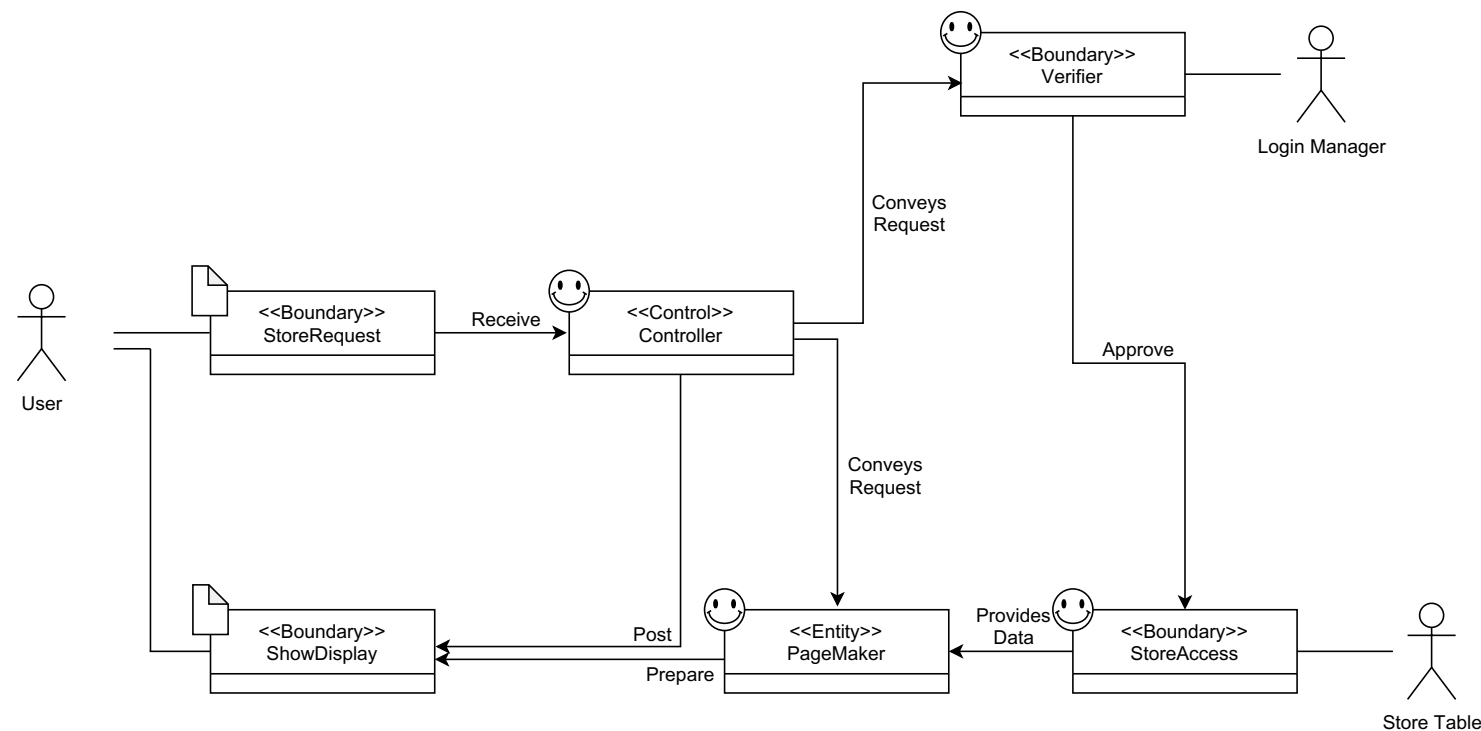 <<Boundary>>
Verifier
Login Manager
Conveys
Request
<<Boundary>>
StoreRequest
Receive
<<Control>>
Controller
Approve
User
Conveys
Request
<<Boundary>>
ShowDisplay
Post
Prepare
<<Entity>>
PageMaker
Provides
Data
<<Boundary>>
StoreAccess
Store Table